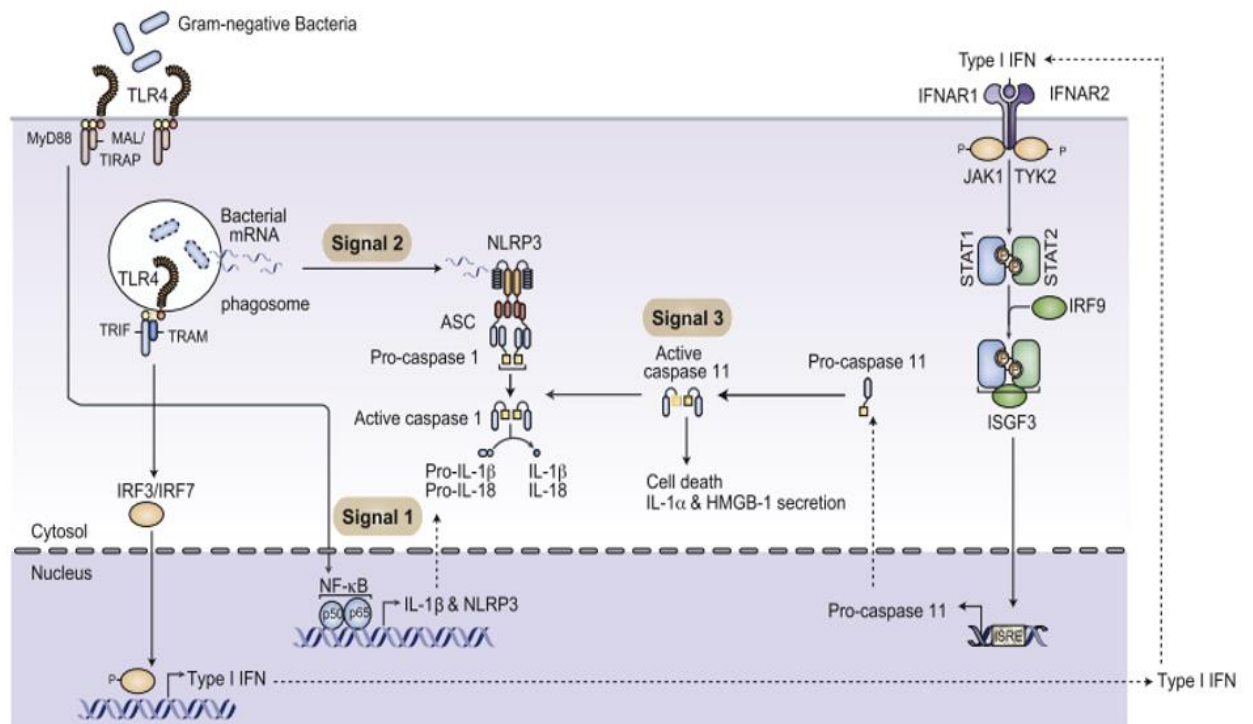 Gram-negative Bacteria
TLR4
MyD88
MAL/
TIRAP
Type I IFN
IFNAR1
IFNAR2
P
P
JAK1
TYK2
Bacterial
mRNA
Signal 2
NLRP3
TLR4
phagosome
TRIF
TRAM
ASC
Pro-caspase 1
Signal 3
Active
caspase 11
Pro-caspase 11
STAT1
STAT2
P
P
IRF9
P
P
ISGF3
Active caspase 1
Pro-IL-1β
Pro-IL-18
IL-1β
IL-18
Cell death
IL-1α & HMGB-1 secretion
IRF3/IRF7
Signal 1
Cytosol
Nucleus
NF-κB
p50
p65
IL-1β & NLRP3
Pro-caspase 11
ISRE
P
Type I IFN
Type I IFN